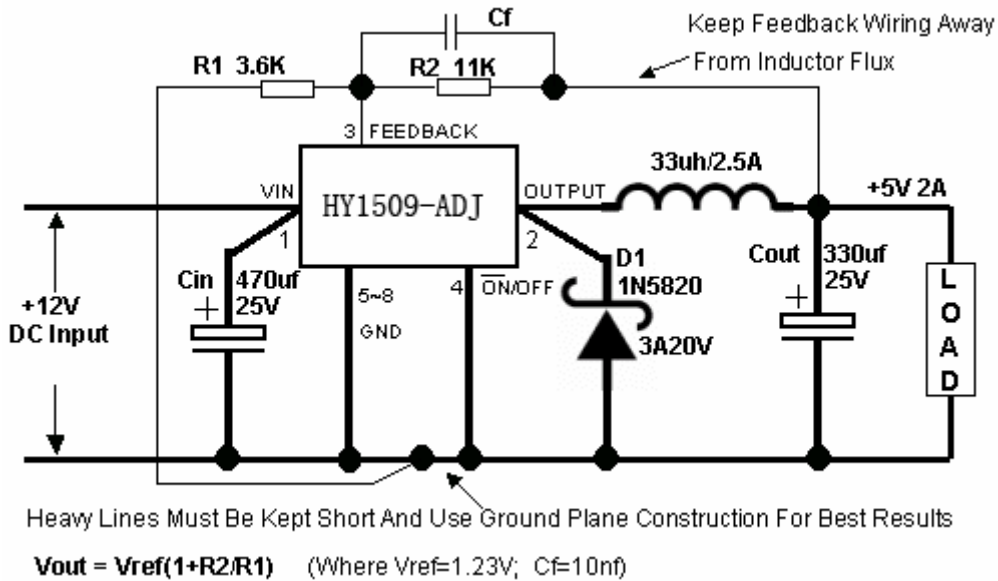 Cf
Keep Feedback Wiring Away
From Inductor Flux
R1 3.6K
R2 11K
3 FEEDBACK
33uh/2.5A
VIN
HY1509-ADJ
OUTPUT
+5V 2A
1
2
Cin
470uf
25V
+
+12V
DC Input
5~8
GND
4
ON/OFF
D1
1N5820
3A20V
Cout
330uf
25V
+
LOAD
Heavy Lines Must Be Kept Short And Use Ground Plane Construction For Best Results
Vout = Vref(1+R2/R1) (Where Vref=1.23V; Cf=10nf)